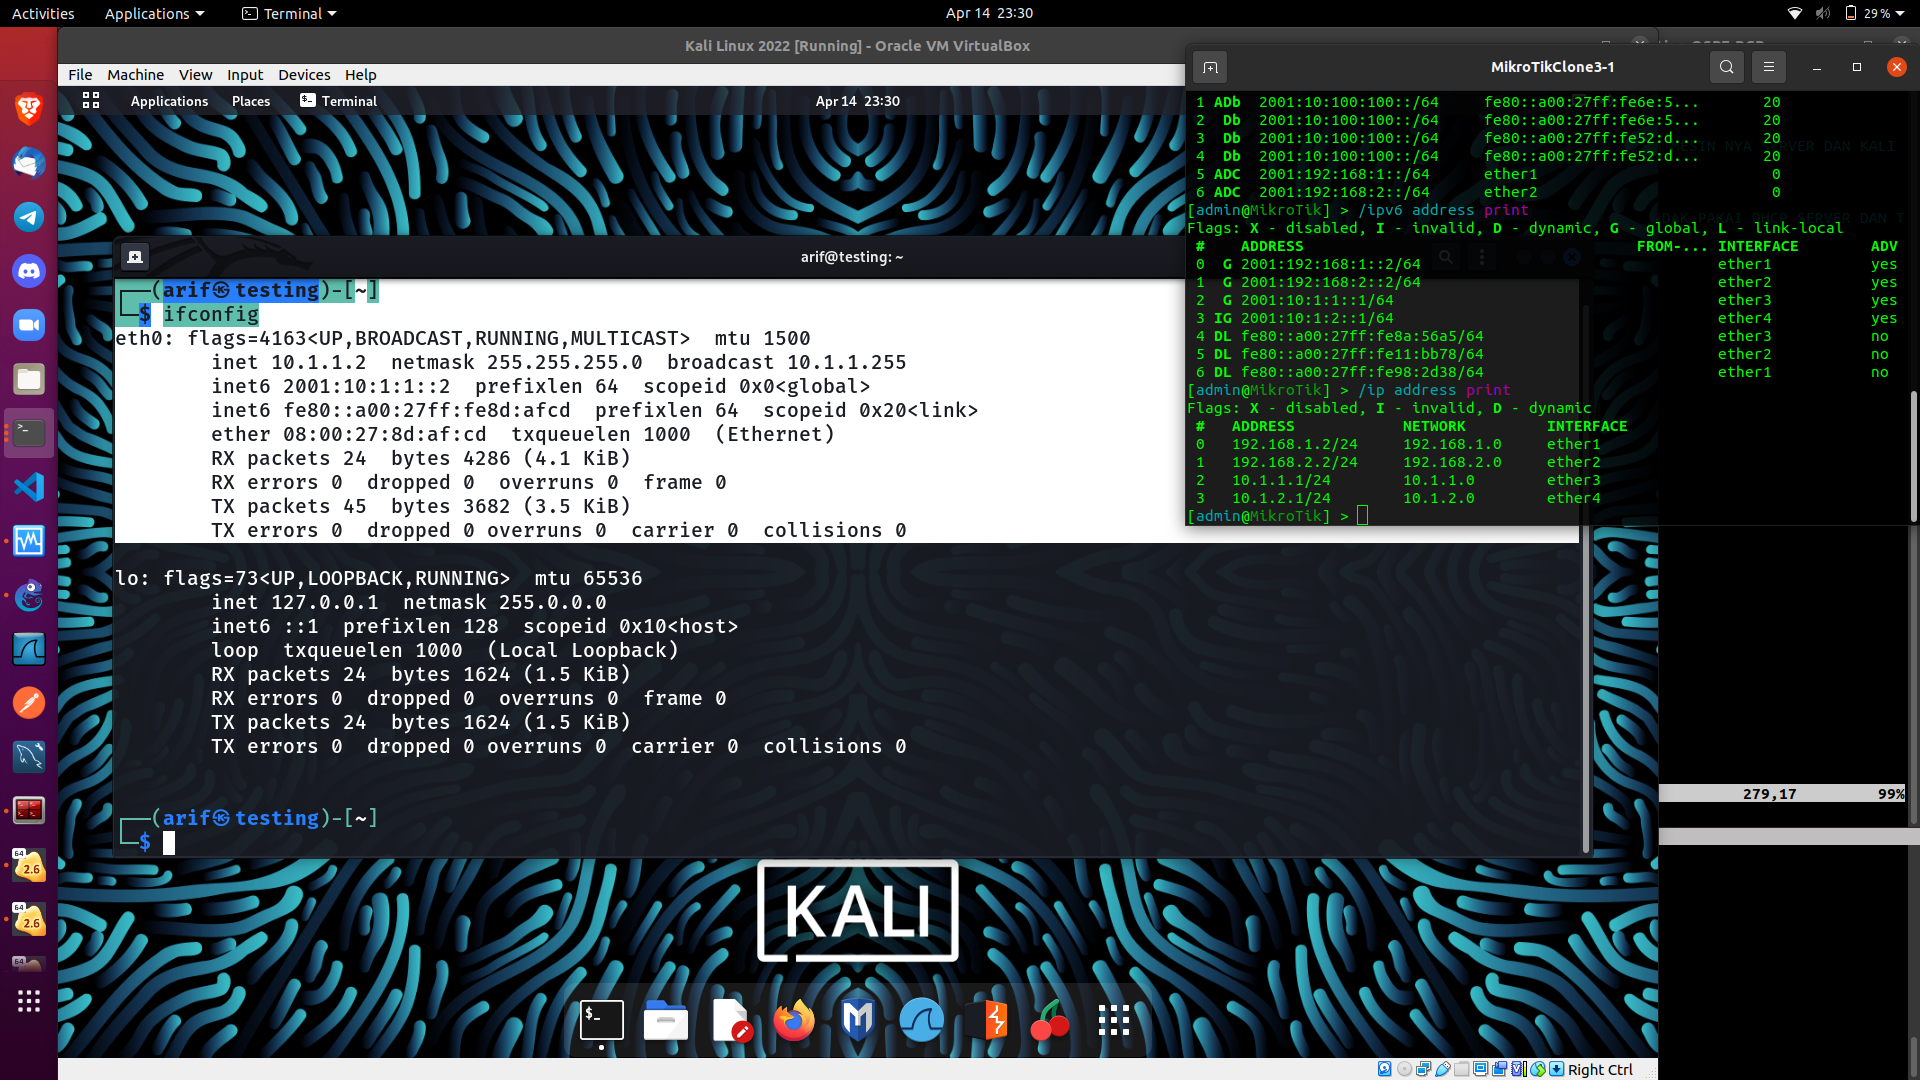 Activities Applications Terminal Apr 14 23:30 29 %
Kali Linux 2022 [Running] - Oracle VM VirtualBox
File Machine View Input Devices Help
Applications Places Terminal Apr 14 23:30
arif@testing: ~
┌──(arif㉿testing)-[~]
└─$ ifconfig
eth0: flags=4163<UP,BROADCAST,RUNNING,MULTICAST>  mtu 1500
        inet 10.1.1.2  netmask 255.255.255.0  broadcast 10.1.1.255
        inet6 2001:10:1:1::2  prefixlen 64  scopeid 0x0<global>
        inet6 fe80::a00:27ff:fe8d:afcd  prefixlen 64  scopeid 0x20<link>
        ether 08:00:27:8d:af:cd  txqueuelen 1000  (Ethernet)
        RX packets 24  bytes 4286 (4.1 KiB)
        RX errors 0  dropped 0  overruns 0  frame 0
        TX packets 45  bytes 3682 (3.5 KiB)
        TX errors 0  dropped 0 overruns 0  carrier 0  collisions 0
lo: flags=73<UP,LOOPBACK,RUNNING>  mtu 65536
        inet 127.0.0.1  netmask 255.0.0.0
        inet6 ::1  prefixlen 128  scopeid 0x10<host>
        loop  txqueuelen 1000  (Local Loopback)
        RX packets 24  bytes 1624 (1.5 KiB)
        RX errors 0  dropped 0  overruns 0  frame 0
        TX packets 24  bytes 1624 (1.5 KiB)
        TX errors 0  dropped 0 overruns 0  carrier 0  collisions 0
┌──(arif㉿testing)-[~]
└─$
MikroTikClone3-1
1 ADb  2001:10:100:100::/64     fe80::a00:27ff:fe6e:5...       20
2  Db  2001:10:100:100::/64     fe80::a00:27ff:fe6e:5...       20
3  Db  2001:10:100:100::/64     fe80::a00:27ff:fe52:d...       20
4  Db  2001:10:100:100::/64     fe80::a00:27ff:fe52:d...       20
5 ADC  2001:192:168:1::/64      ether1                          0
6 ADC  2001:192:168:2::/64      ether2                          0
[admin@MikroTik] > /ipv6 address print
Flags: X - disabled, I - invalid, D - dynamic, G - global, L - link-local
#    ADDRESS                                     FROM-... INTERFACE        ADV
0  G 2001:192:168:1::2/64                                 ether1           yes
1  G 2001:192:168:2::2/64                                 ether2           yes
2  G 2001:10:1:1::1/64                                    ether3           yes
3 IG 2001:10:1:2::1/64                                    ether4           yes
4 DL fe80::a00:27ff:fe8a:56a5/64                          ether3           no
5 DL fe80::a00:27ff:fe11:bb78/64                          ether2           no
6 DL fe80::a00:27ff:fe98:2d38/64                          ether1           no
[admin@MikroTik] > /ip address print
Flags: X - disabled, I - invalid, D - dynamic
#   ADDRESS            NETWORK         INTERFACE
0   192.168.1.2/24     192.168.1.0     ether1
1   192.168.2.2/24     192.168.2.0     ether2
2   10.1.1.1/24        10.1.1.0        ether3
3   10.1.2.1/24        10.1.2.0        ether4
[admin@MikroTik] >
279,17 99%
KALI
64 2.6
64 2.6
64
Right Ctrl